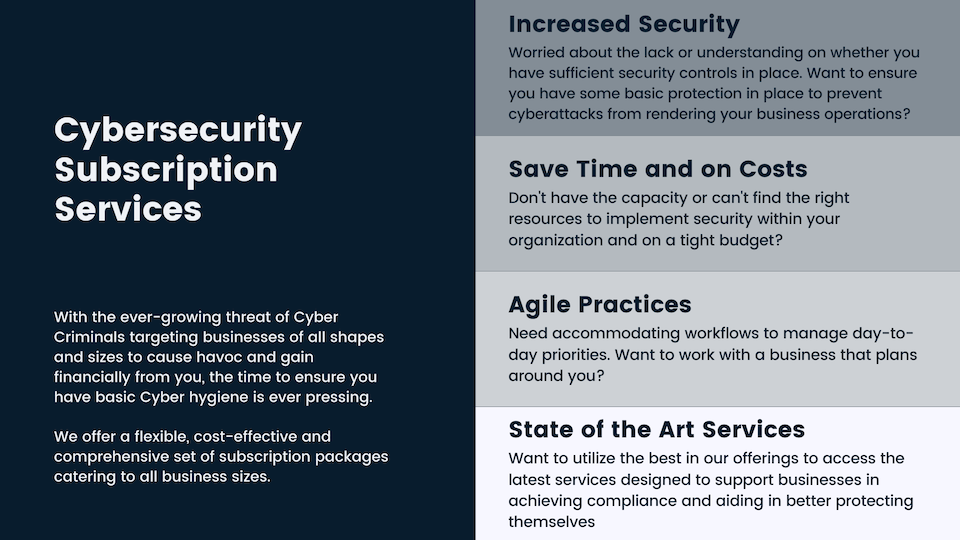 Cybersecurity
Subscription
Services
With the ever-growing threat of Cyber
Criminals targeting businesses of all shapes
and sizes to cause havoc and gain
financially from you, the time to ensure you
have basic Cyber hygiene is ever pressing.
We offer a flexible, cost-effective and
comprehensive set of subscription packages
catering to all business sizes.
Increased Security
Worried about the lack or understanding on whether you
have sufficient security controls in place. Want to ensure
you have some basic protection in place to prevent
cyberattacks from rendering your business operations?
Save Time and on Costs
Don't have the capacity or can't find the right
resources to implement security within your
organization and on a tight budget?
Agile Practices
Need accommodating workflows to manage day-to-
day priorities. Want to work with a business that plans
around you?
State of the Art Services
Want to utilize the best in our offerings to access the
latest services designed to support businesses in
achieving compliance and aiding in better protecting
themselves